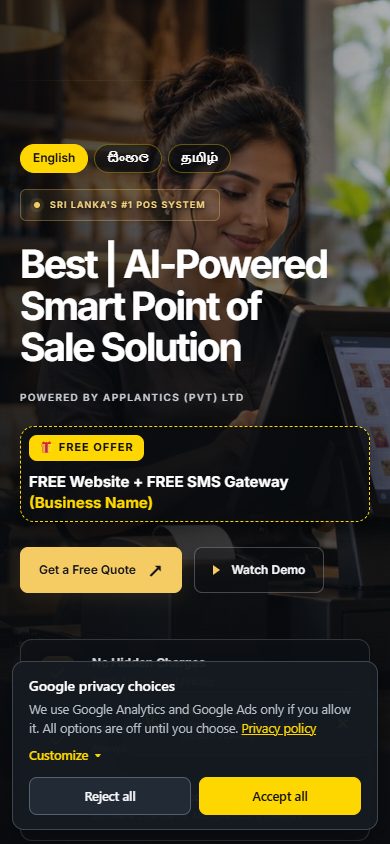 English
සිංහල
தமிழ்
SRI LANKA'S #1 POS SYSTEM
Best | AI-Powered
Smart Point of
Sale Solution
POWERED BY APPLANTICS (PVT) LTD
FREE OFFER
FREE Website + FREE SMS Gateway
(Business Name)
Get a Free Quote
Watch Demo
No Hidden Charges
Google privacy choices
We use Google Analytics and Google Ads only if you allow
it. All options are off until you choose. Privacy policy
Customize
Reject all
Accept all